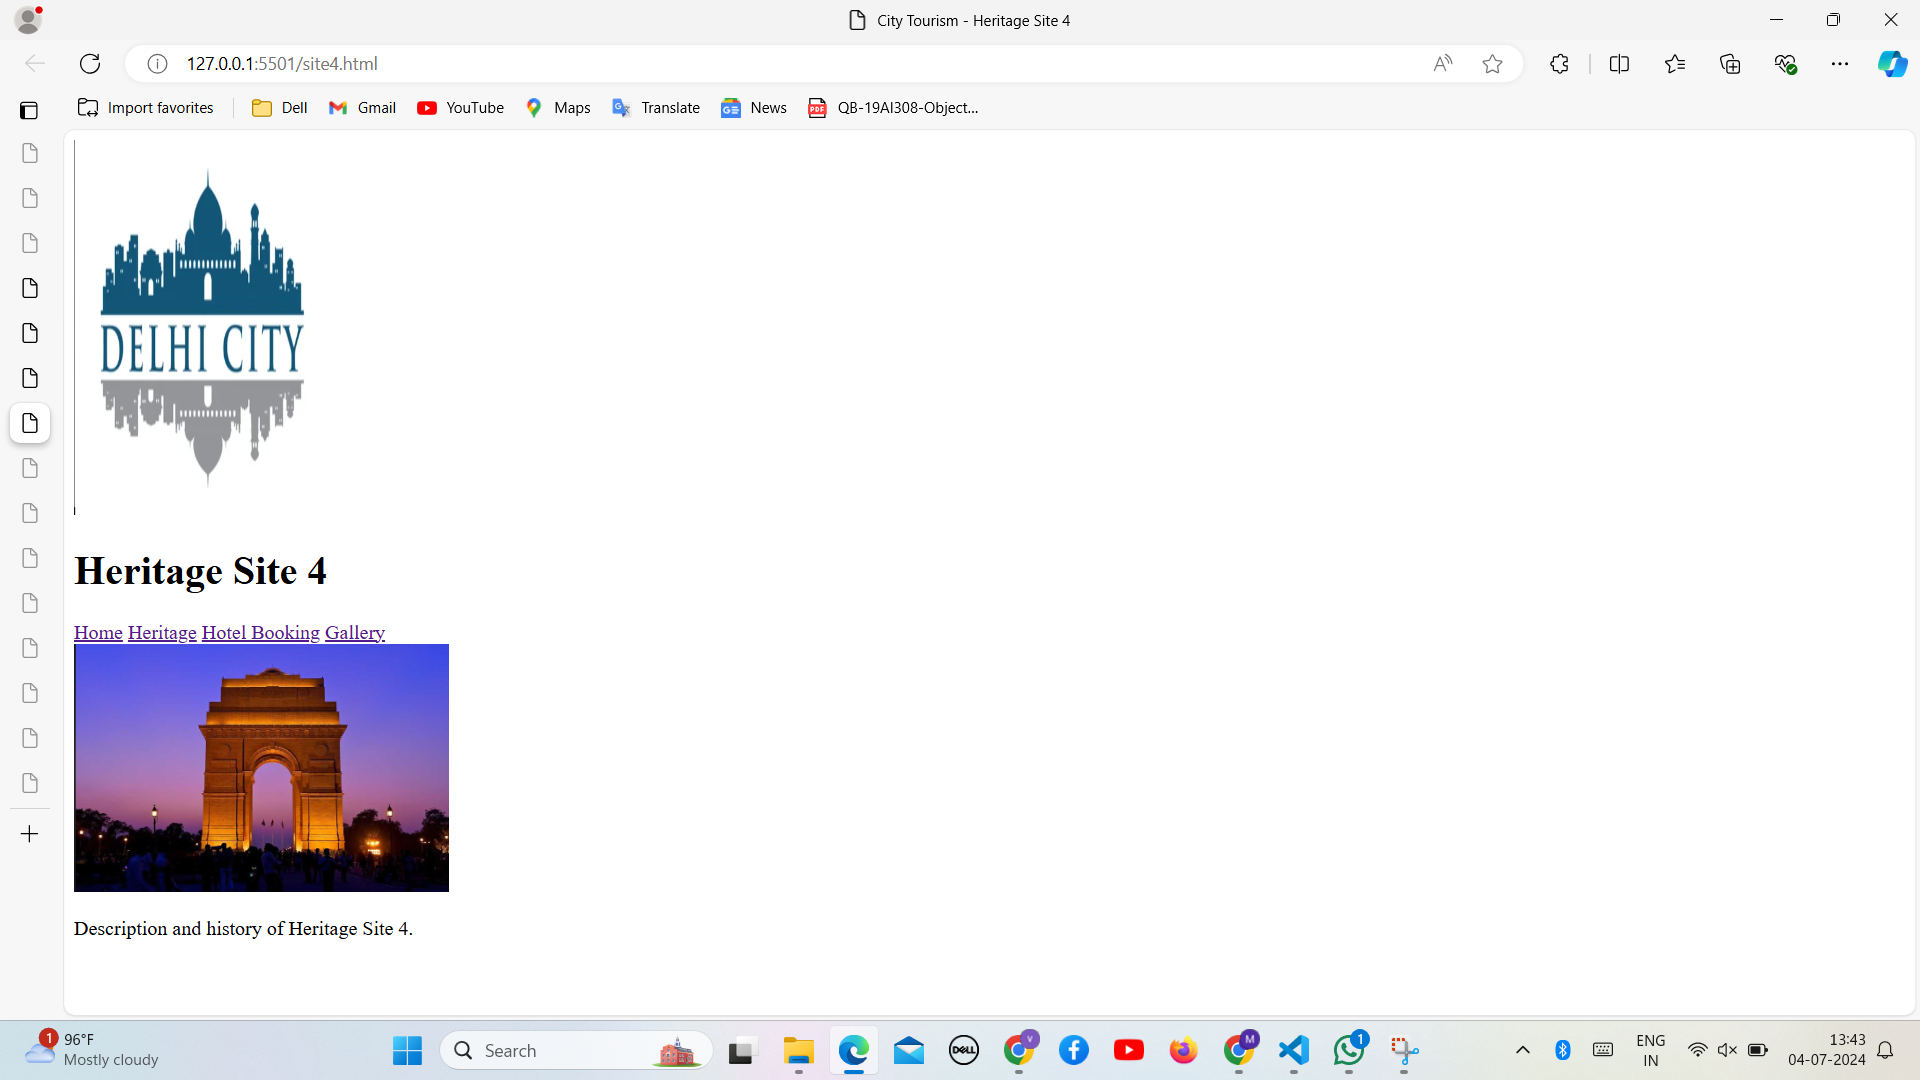 City Tourism - Heritage Site 4
127.0.0.1:5501/site4.html
Import favorites Dell Gmail YouTube Maps Translate News QB-19AI308-Object...
DELHI CITY
Heritage Site 4
Home Heritage Hotel Booking Gallery
Description and history of Heritage Site 4.
1 96°F
Mostly cloudy
Search
DELL
V
M
1
ENG
IN
13:43
04-07-2024